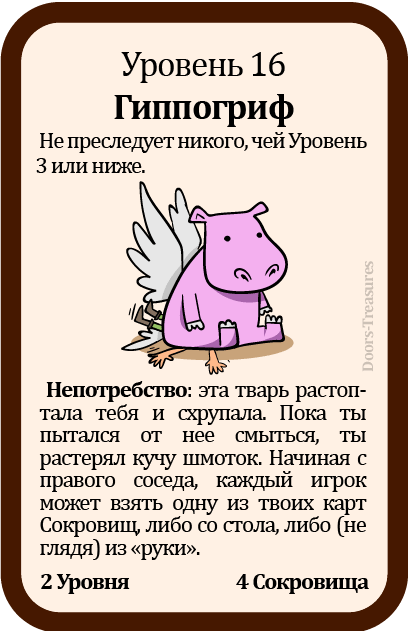 Уровень 16
Гиппогриф
Не преследует никого, чей Уровень
3 или ниже.
Doors-Treasures
Непотребство: эта тварь растоп-
тала тебя и схрупала. Пока ты
пытался от нее смыться, ты
растерял кучу шмоток. Начиная с
правого соседа, каждый игрок
может взять одну из твоих карт
Сокровищ, либо со стола, либо (не
глядя) из «руки».
2 Уровня 4 Сокровища